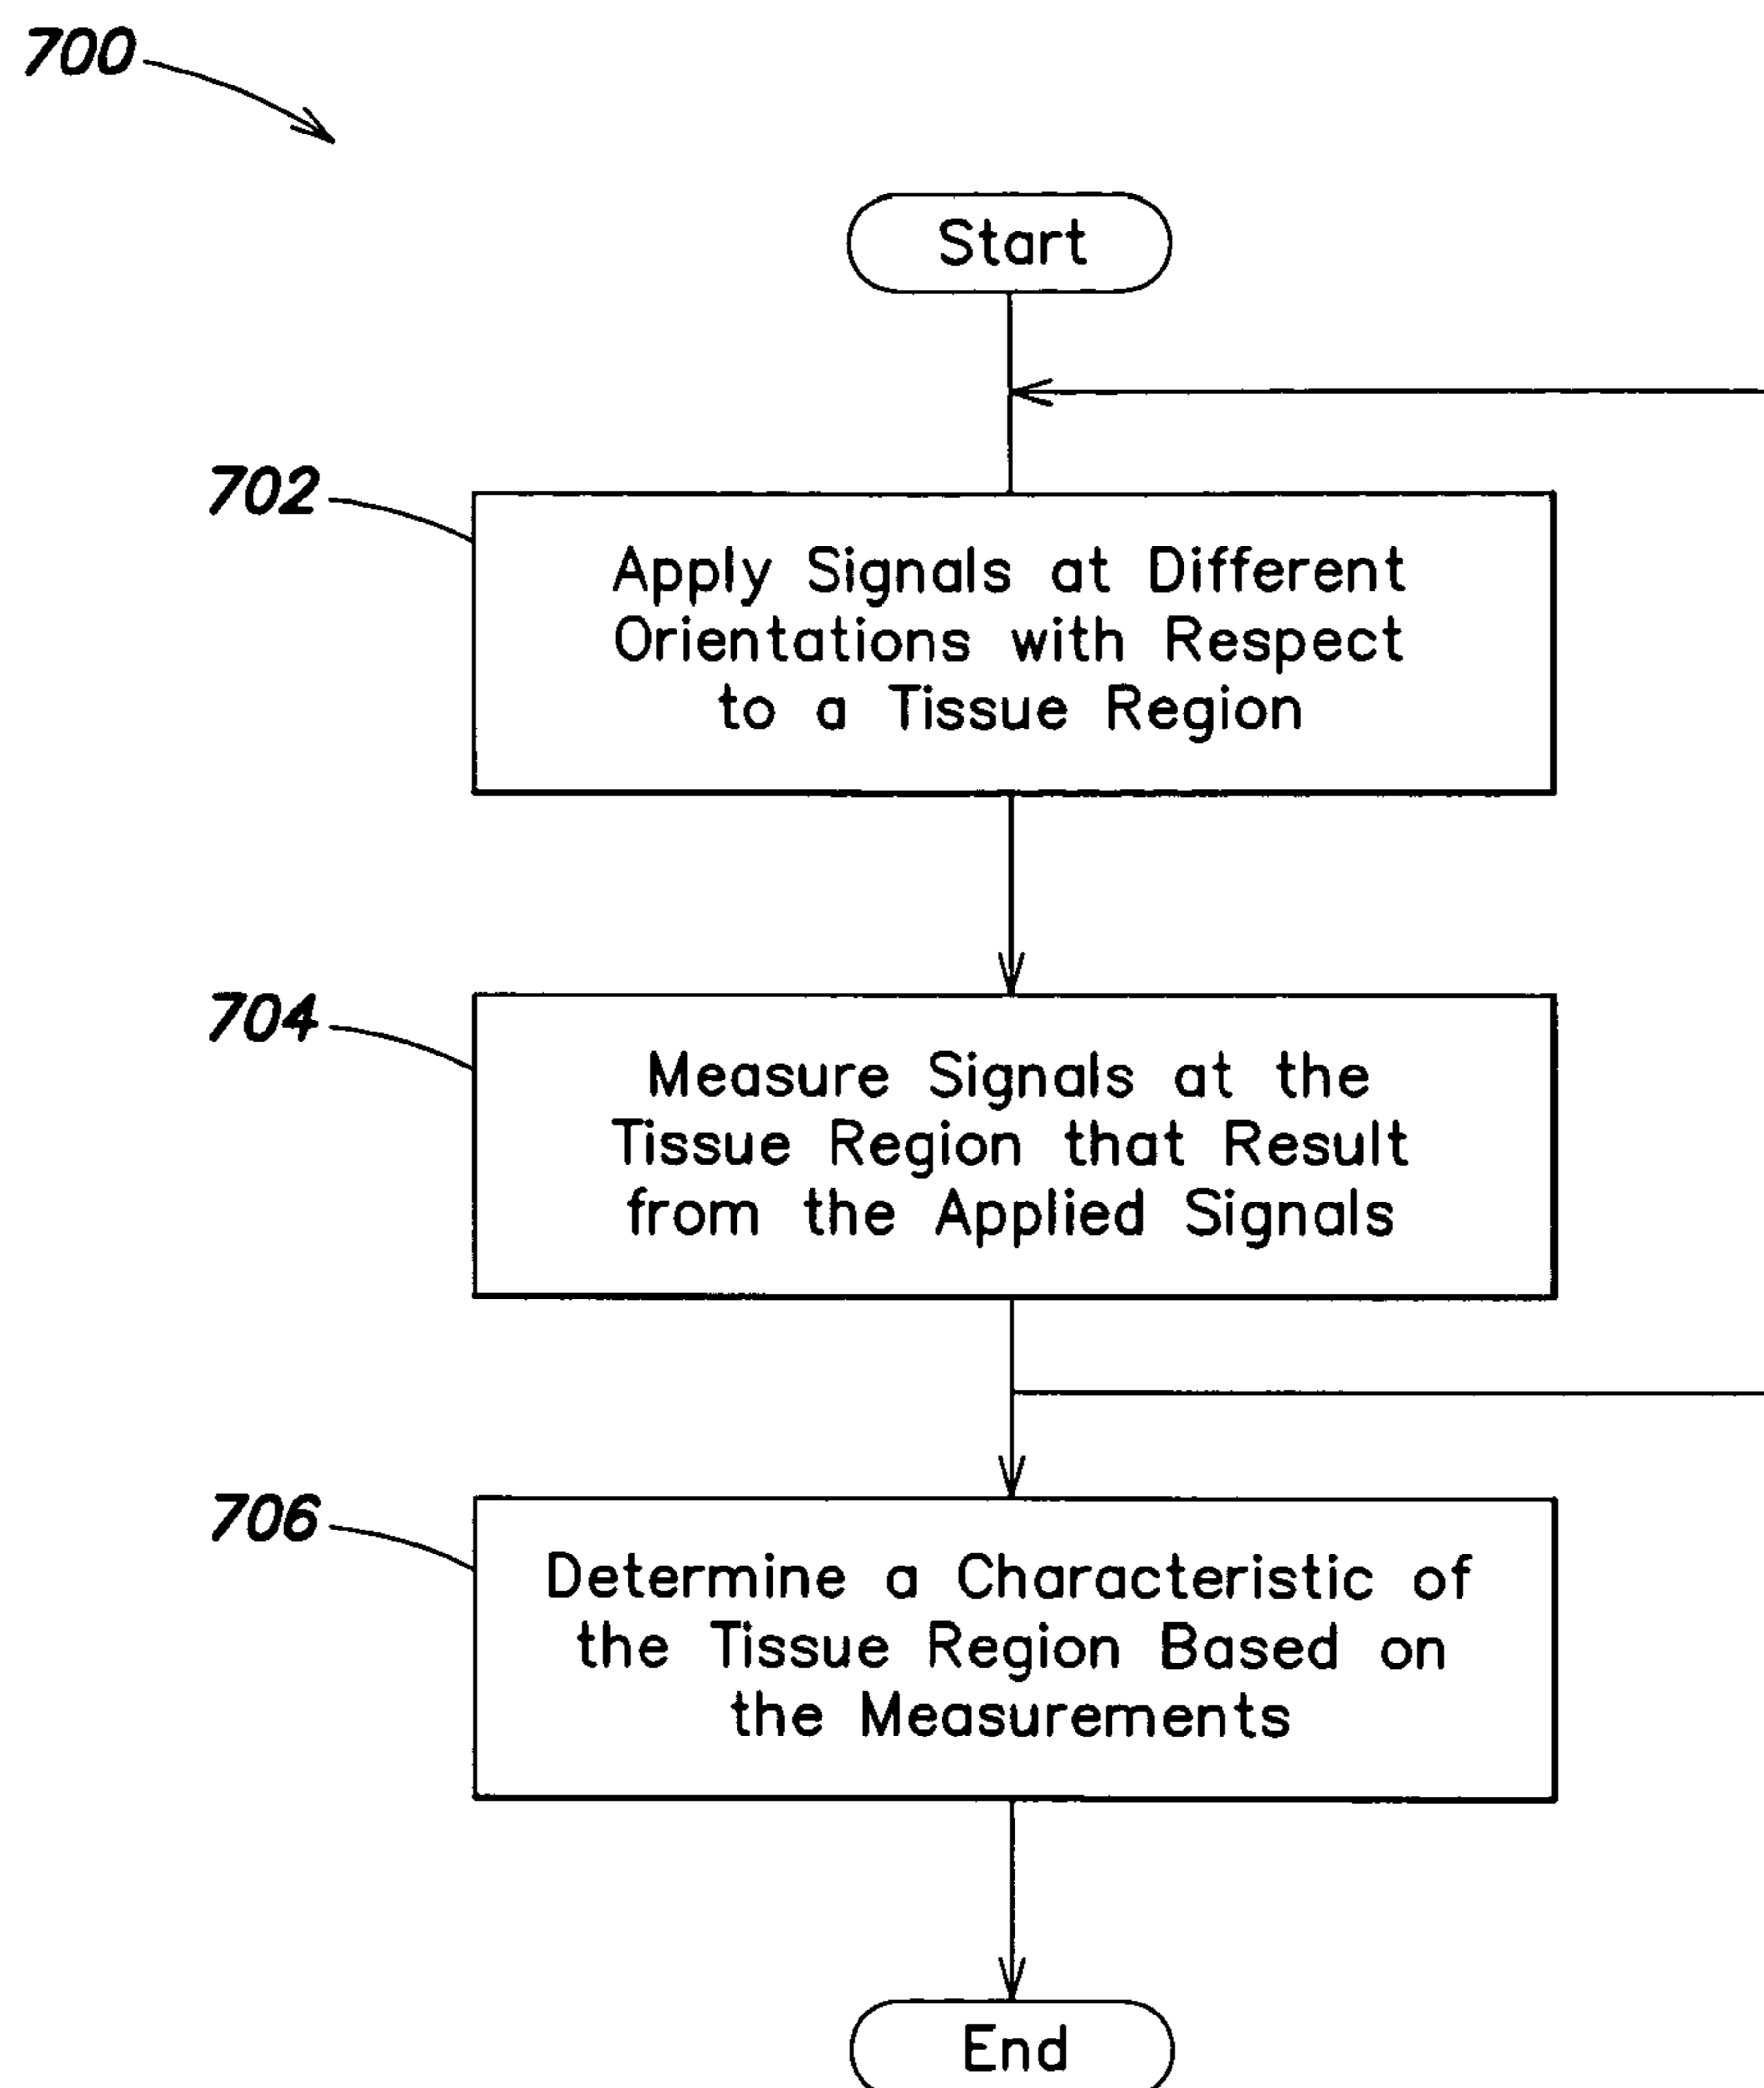 700
Start
702
Apply Signals at Different
Orientations with Respect
to a Tissue Region
704
Measure Signals at the
Tissue Region that Result
from the Applied Signals
706
Determine a Characteristic of
the Tissue Region Based on
the Measurements
End